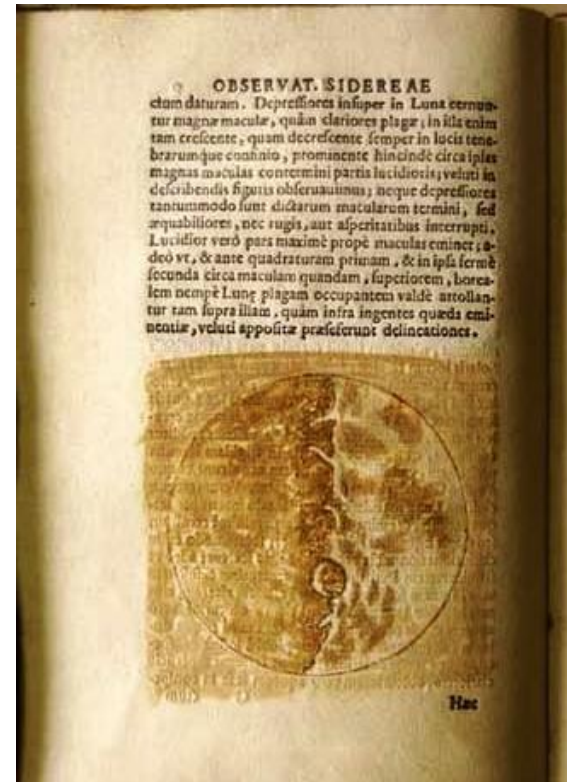 OBSERVAT. SIDEREAE
ctum daturam. Depreſſiores inſuper in Luna cernun-
tur magnæ maculæ, quàm clariores plagæ; in illa enim
tam creſcente, quam decreſcente ſemper in lucis tene-
brarumque confinio, prominente hincindè circa ipſas
magnas maculas contermini partis lucidioris; veluti in
deſcribendis figuris obſeruauimus; neque depreſſiores
tantummodo ſunt dictarum macularum termini, ſed
æquabiliores, nec rugis, aut aſperitatibus interrupti.
Lucidior verò pars maximè propè maculas eminet; a-
deò vt, & ante quadraturam primam, & in ipſa fermè
ſecunda circa maculam quandam, ſuperiorem, borea-
lem nempè Lunę plagam occupantem valdè attollan-
tur tam ſupra illam, quàm infra ingentes quæda emi-
nentiæ, veluti appoſitæ præſeferunt delineationes.
Hæc